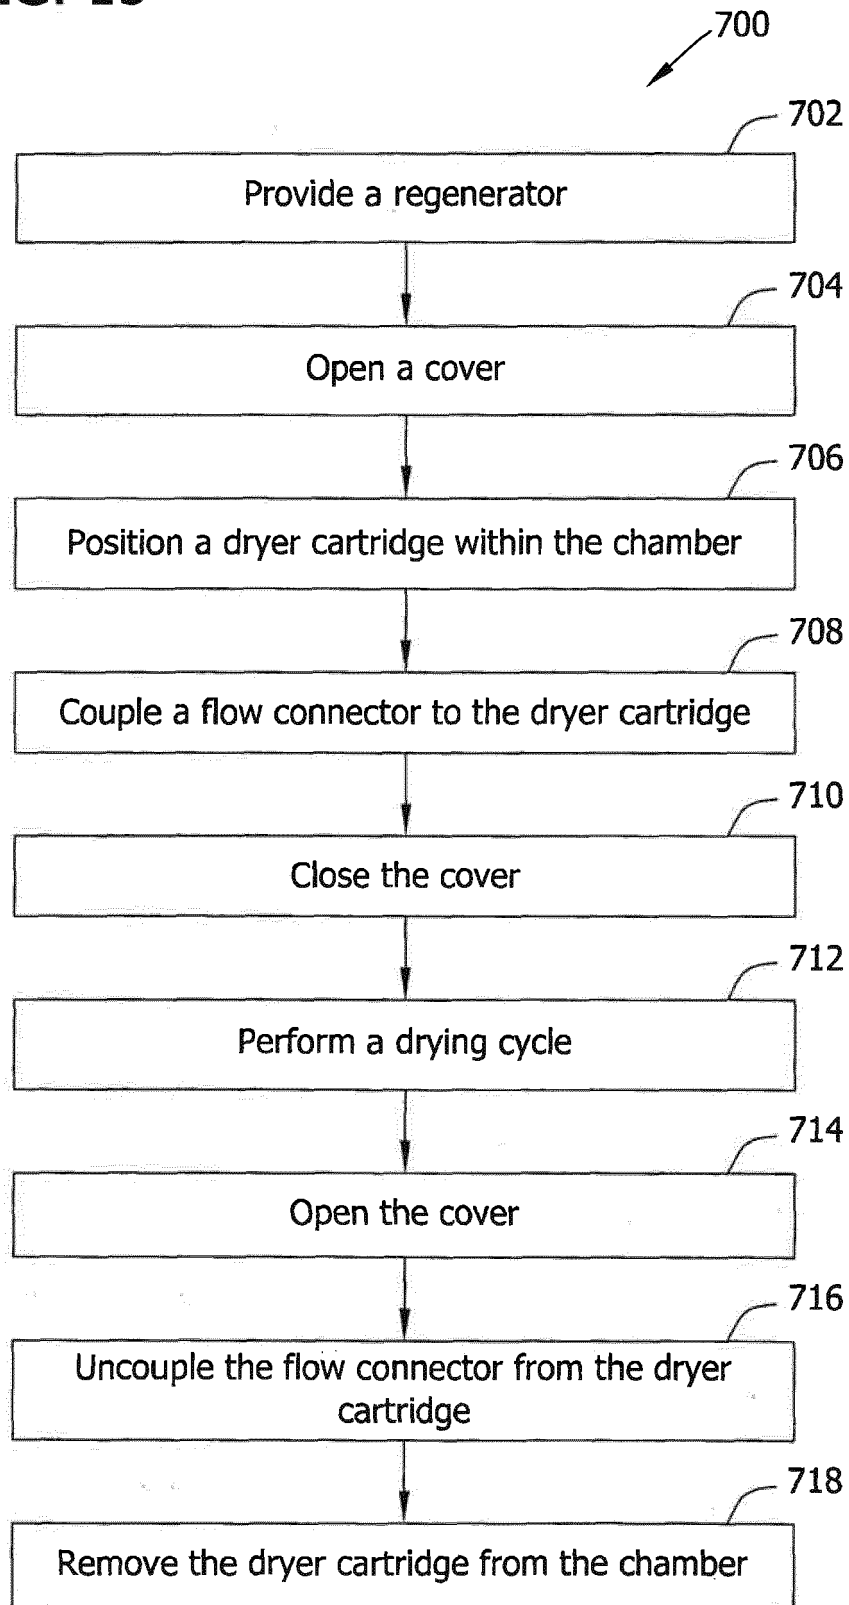 700
702
Provide a regenerator
704
Open a cover
706
Position a dryer cartridge within the chamber
708
Couple a flow connector to the dryer cartridge
710
Close the cover
712
Perform a drying cycle
714
Open the cover
716
Uncouple the flow connector from the dryer
cartridge
718
Remove the dryer cartridge from the chamber